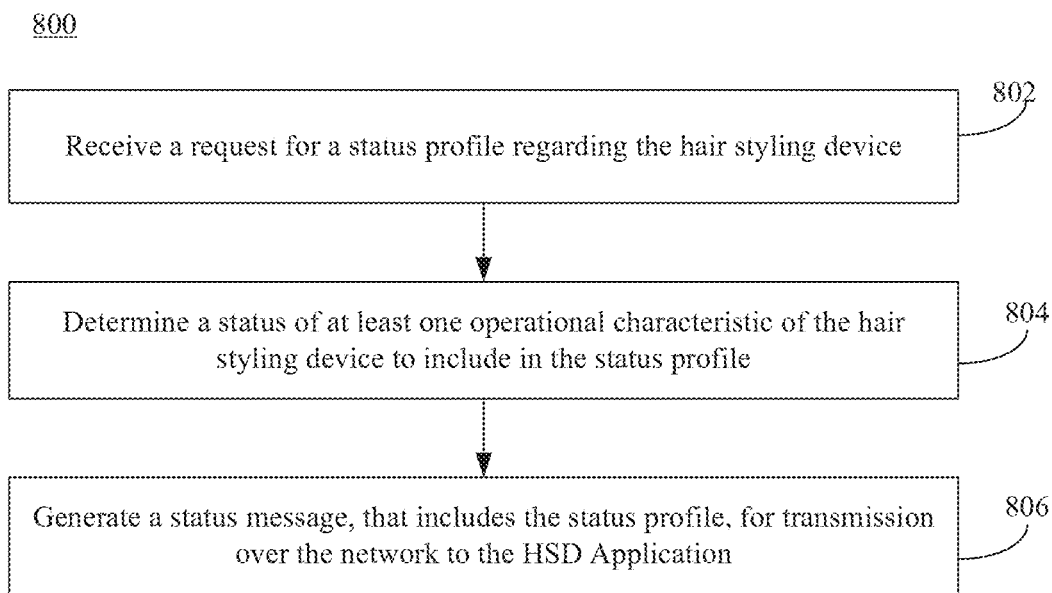 800
802
Receive a request for a status profile regarding the hair styling device
804
Determine a status of at least one operational characteristic of the hair
styling device to include in the status profile
806
Generate a status message, that includes the status profile, for transmission
over the network to the HSD Application